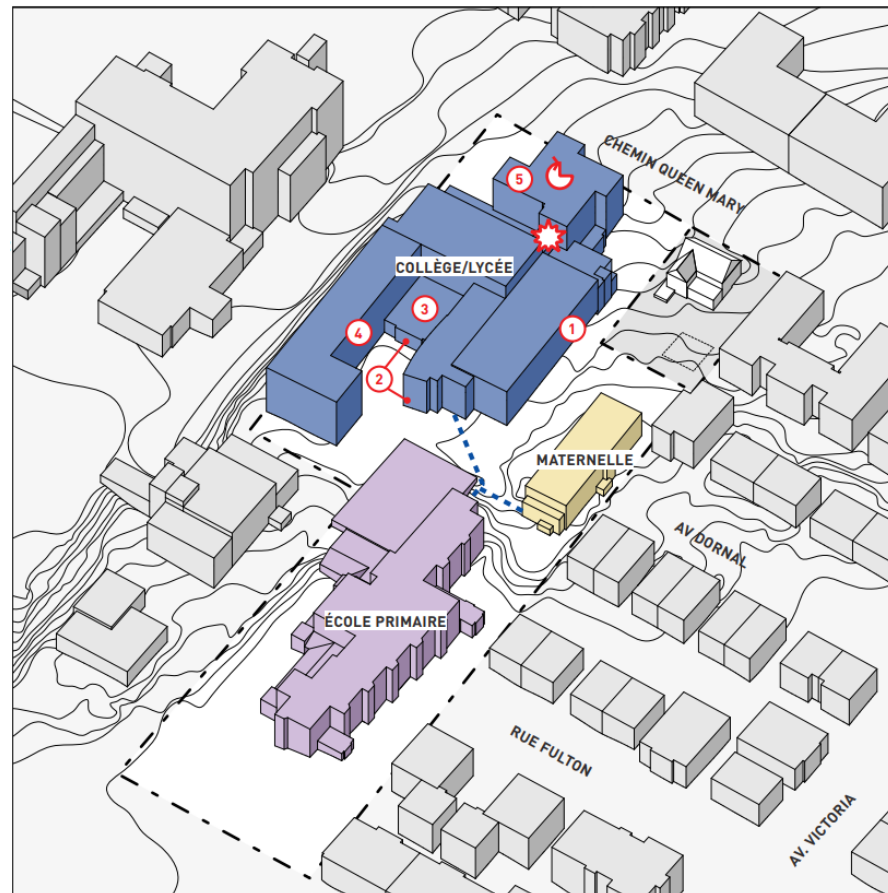 CHEMIN QUEEN MARY
5
COLLÈGE/LYCÉE
3
1
4
2
MATERNELLE
AV DORNAL
ÉCOLE PRIMAIRE
RUE FULTON
AV. VICTORIA